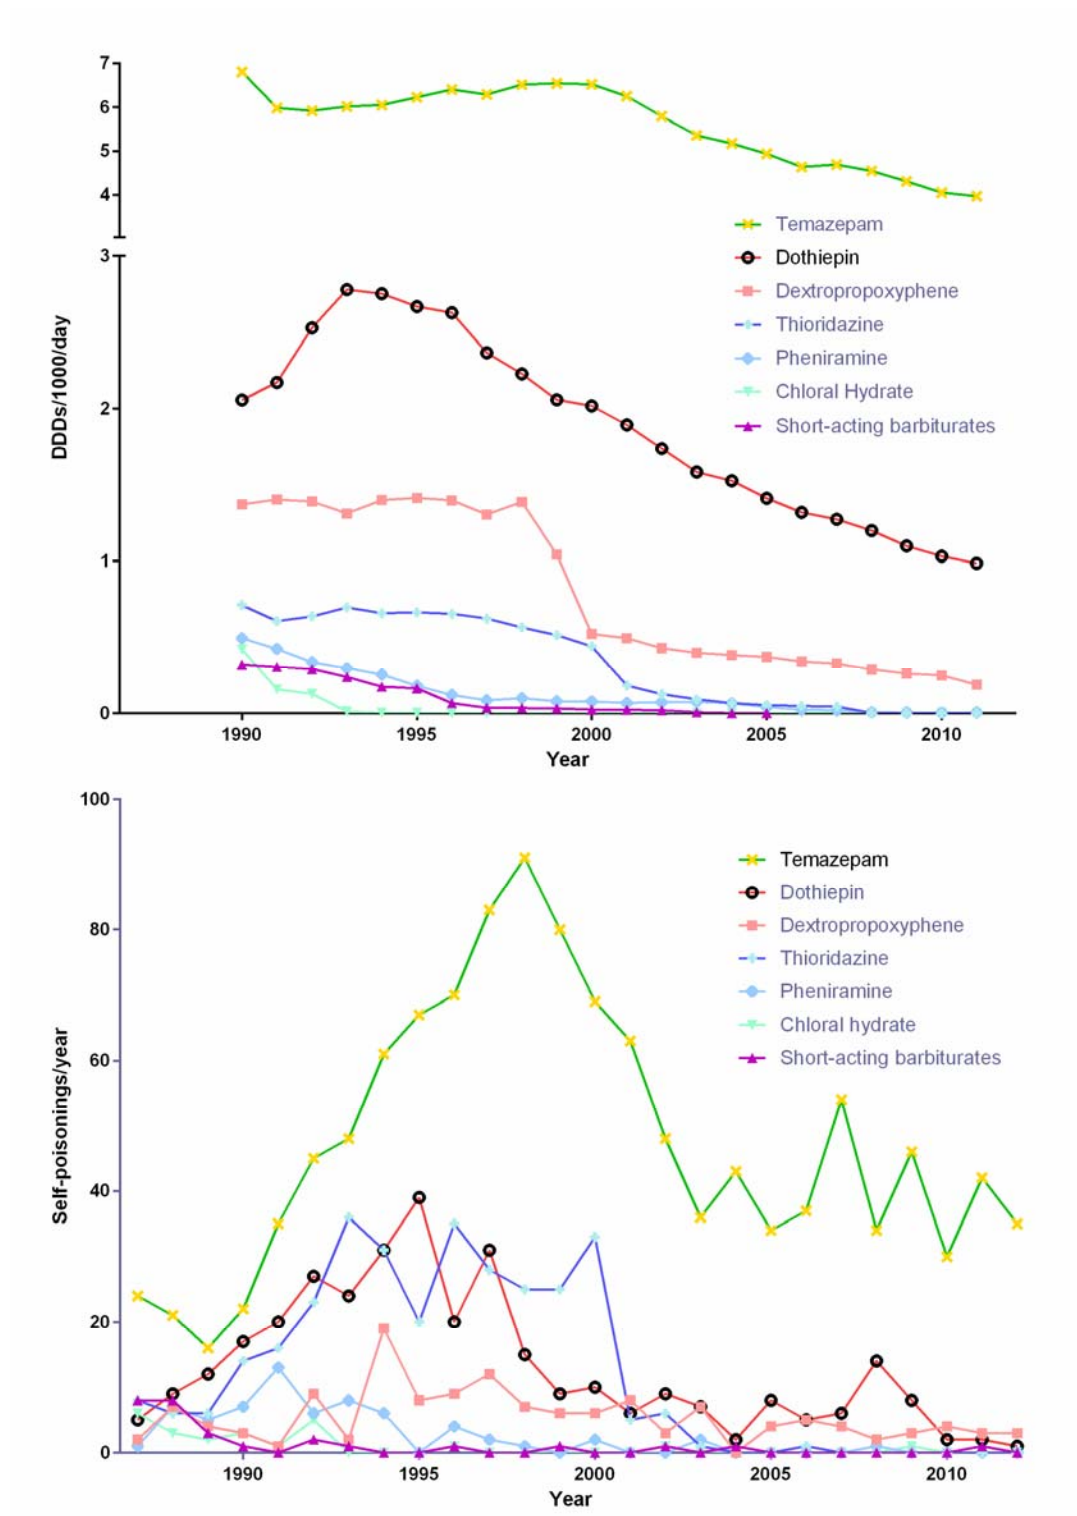 7
6
5
4
3
2
1
0
DDDs/1000/day
Temazepam
Dothiepin
Dextropropoxyphene
Thioridazine
Pheniramine
Chloral Hydrate
Short-acting barbiturates
1990 1995 2000 2005 2010
Year
100
80
60
40
20
0
Self-poisonings/year
Temazepam
Dothiepin
Dextropropoxyphene
Thioridazine
Pheniramine
Chloral hydrate
Short-acting barbiturates
1990 1995 2000 2005 2010
Year